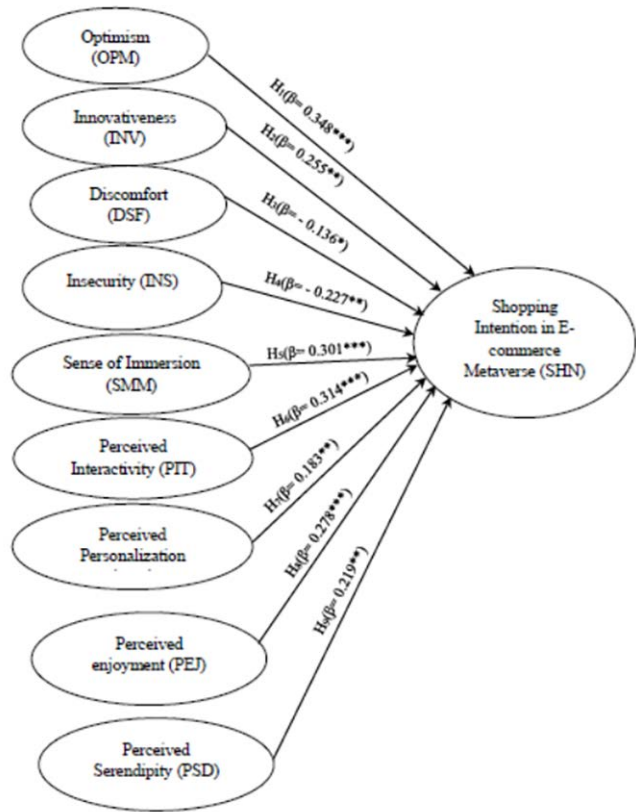 Optimism
(OPM)
Innovativeness
(INV)
Discomfort
(DSF)
Insecurity (INS)
Sense of Immersion
(SMM)
Perceived
Interactivity (PIT)
Perceived
Personalization
Perceived
enjoyment (PEJ)
Perceived
Serendipity (PSD)
H₁(β= 0.348***)
H₂(β= 0.255**)
H₃(β= - 0.136*)
H₄(β= - 0.227**)
H₅(β= 0.301***)
H₆(β= 0.314***)
H₇(β= 0.183**)
H₈(β= 0.278***)
H₉(β= 0.219**)
Shopping
Intention in E-
commerce
Metaverse (SHN)